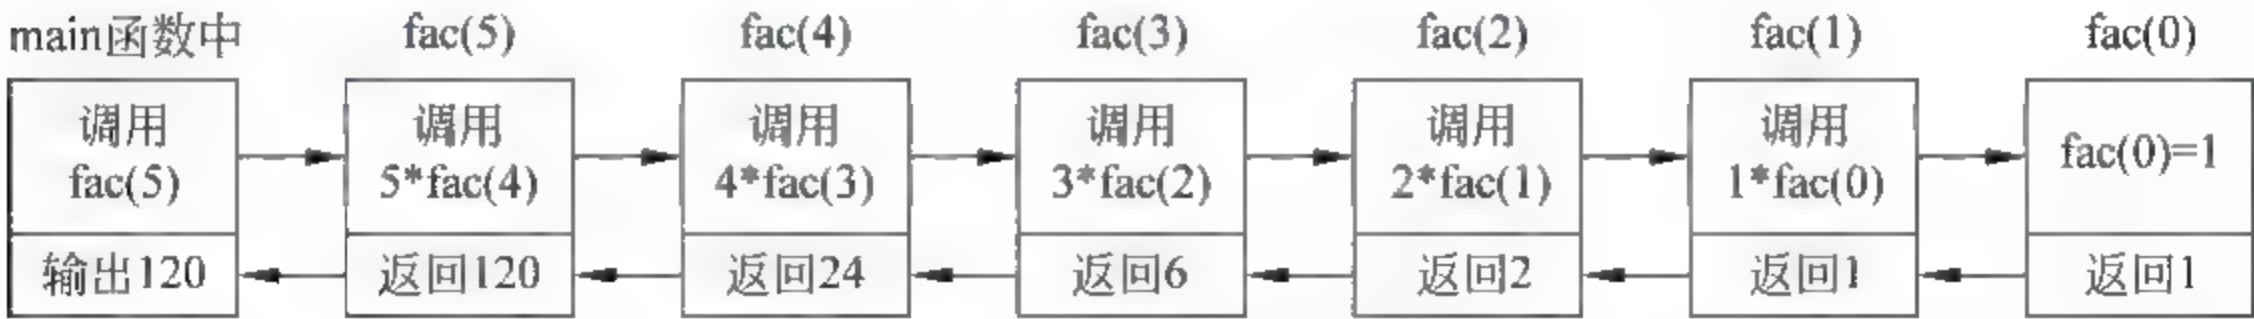 main函数中 fac(5) fac(4) fac(3) fac(2) fac(1) fac(0)
调用 调用 调用 调用 调用 调用
fac(5) 5*fac(4) 4*fac(3) 3*fac(2) 2*fac(1) 1*fac(0) fac(0)=1
输出120 返回120 返回24 返回6 返回2 返回1 返回1